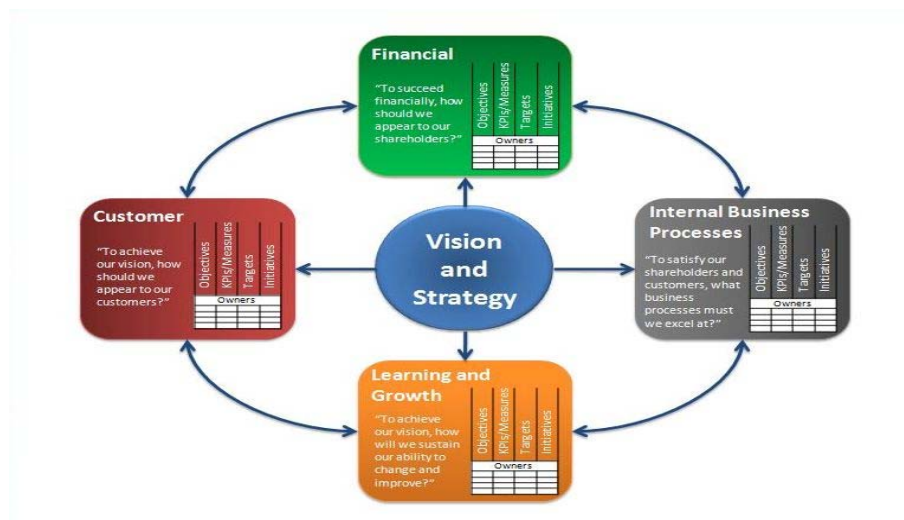 Financial
"To succeed
financially, how
should we
appear to our
shareholders?"
Objectives
KPIs/Measures
Targets
Initiatives
Owners
Customer
"To achieve
our vision, how
should we
appear to our
customers?"
Objectives
KPIs/Measures
Targets
Initiatives
Owners
Vision
and
Strategy
Internal Business
Processes
"To satisfy our
shareholders and
customers, what
business
processes must
we excel at?"
Objectives
KPIs/Measures
Targets
Initiatives
Owners
Learning and
Growth
"To achieve
our vision, how
will we sustain
our ability to
change and
improve?"
Objectives
KPIs/Measures
Targets
Initiatives
Owners